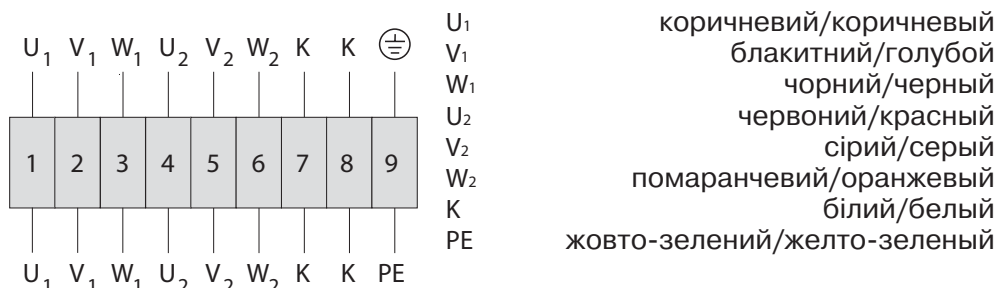 U1 V1 W1 U2 V2 W2 K K
1 2 3 4 5 6 7 8 9
U1 V1 W1 U2 V2 W2 K K PE
U1 коричневий/коричневый
V1 блакитний/голубой
W1 чорний/черный
U2 червоний/красный
V2 сірий/серый
W2 помаранчевий/оранжевый
K білий/белый
PE жовто-зелений/желто-зеленый